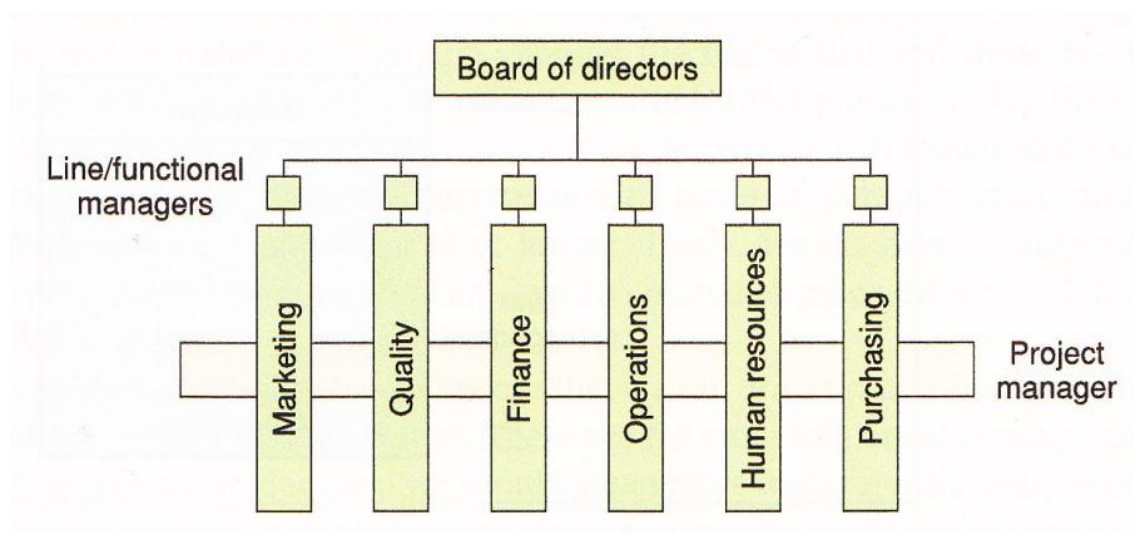 Board of directors
Line/functional
managers
Marketing
Quality
Finance
Operations
Human resources
Purchasing
Project
manager